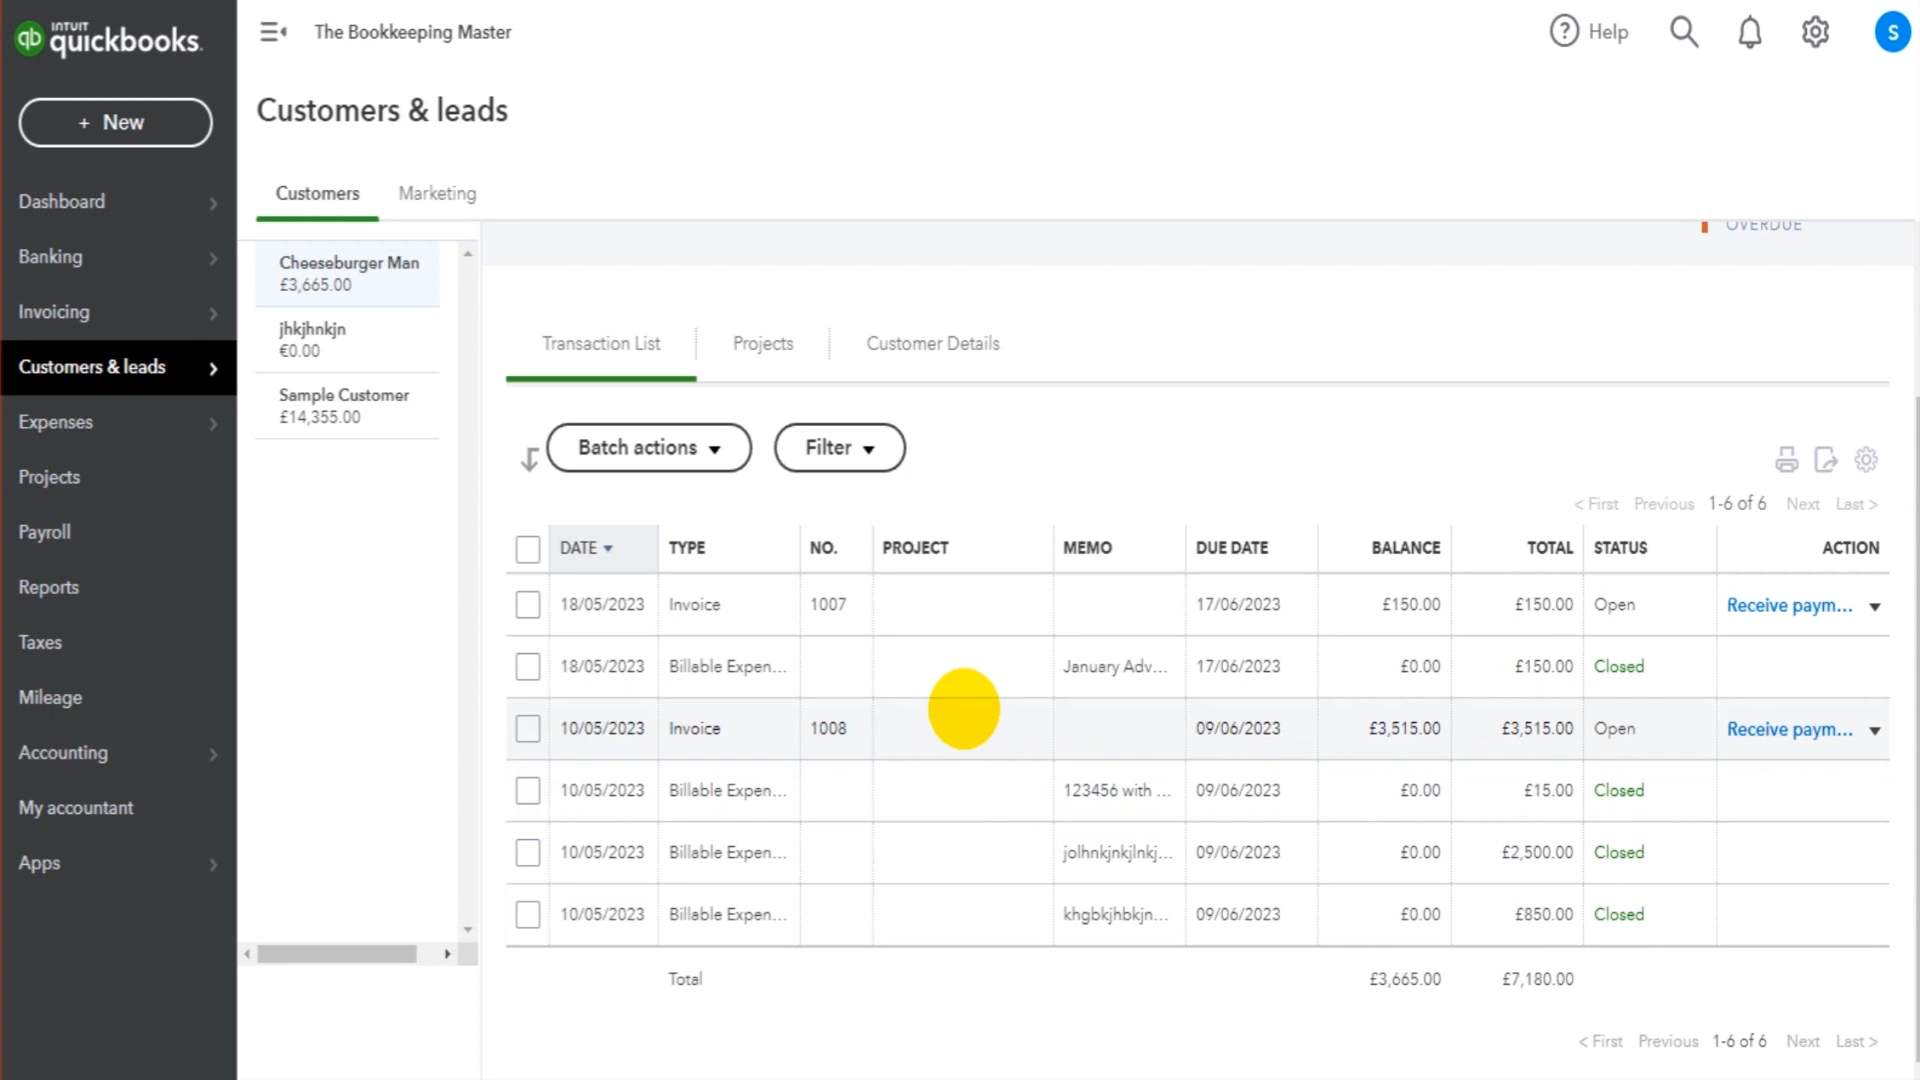 INTUIT
qb quickbooks.
The Bookkeeping Master
Help
S
+ New
Customers & leads
Dashboard
Banking
Invoicing
Customers & leads
Expenses
Projects
Payroll
Reports
Taxes
Mileage
Accounting
My accountant
Apps
Customers Marketing
Cheeseburger Man
£3,665.00
jhkjhnkjn
€0.00
Sample Customer
£14,355.00
OVERDUE
Transaction List Projects Customer Details
Batch actions Filter
< First Previous 1-6 of 6 Next Last >
DATE TYPE NO. PROJECT MEMO DUE DATE BALANCE TOTAL STATUS ACTION
18/05/2023 Invoice 1007 17/06/2023 £150.00 £150.00 Open Receive paym...
18/05/2023 Billable Expen... January Adv... 17/06/2023 £0.00 £150.00 Closed
10/05/2023 Invoice 1008 09/06/2023 £3,515.00 £3,515.00 Open Receive paym...
10/05/2023 Billable Expen... 123456 with ... 09/06/2023 £0.00 £15.00 Closed
10/05/2023 Billable Expen... jolhnkjnkjlnkj... 09/06/2023 £0.00 £2,500.00 Closed
10/05/2023 Billable Expen... khgbkjhbkjn... 09/06/2023 £0.00 £850.00 Closed
Total £3,665.00 £7,180.00
< First Previous 1-6 of 6 Next Last >